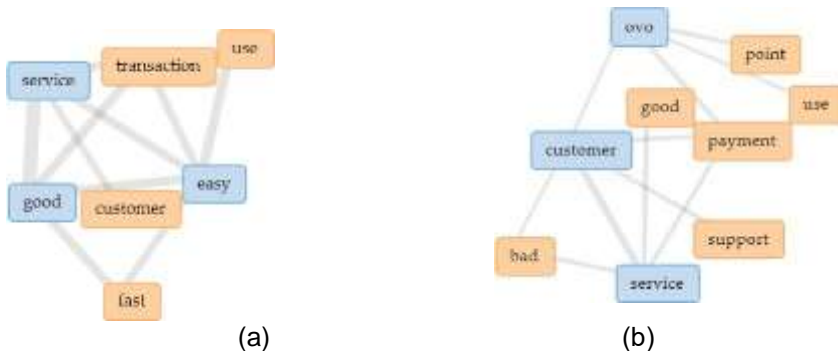 use
transaction
service
easy
good
customer
fast
(a)
ovo
point
good
use
payment
customer
support
bad
service
(b)